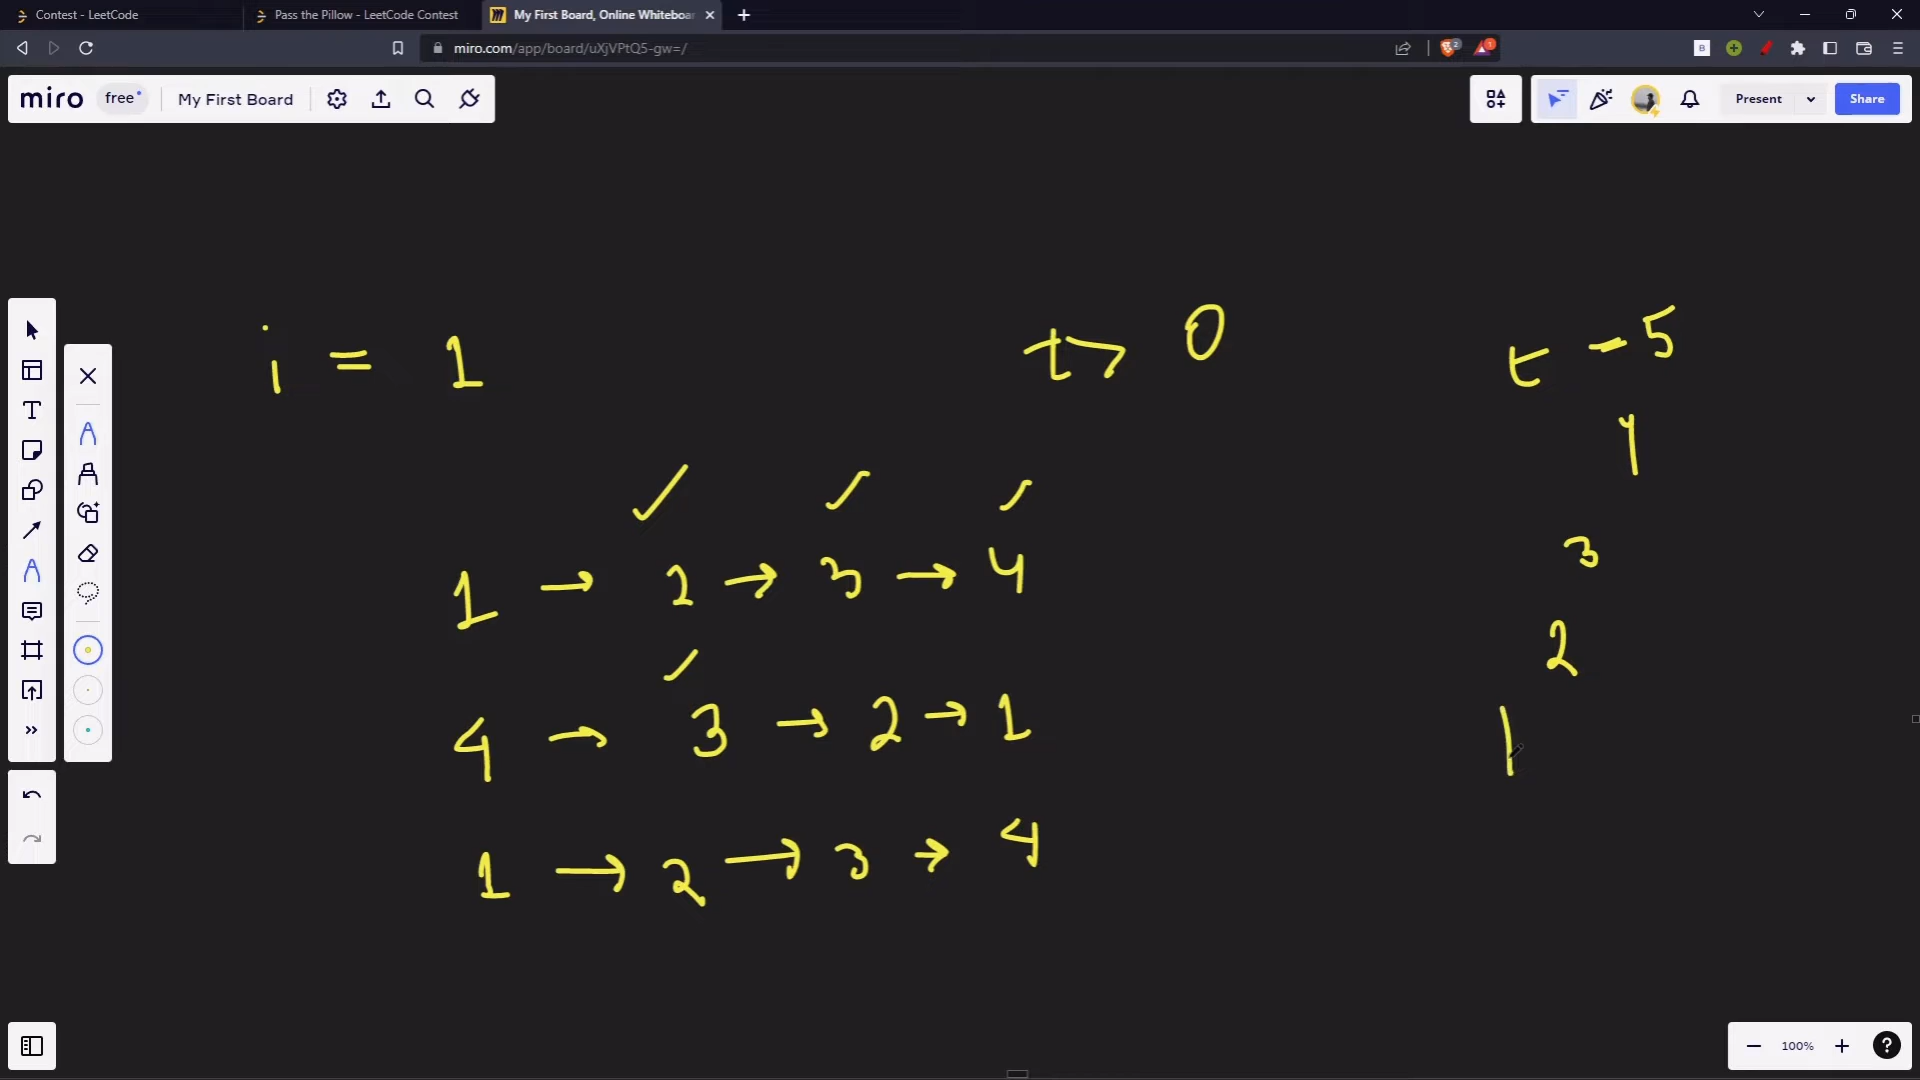 Contest - LeetCode
Pass the Pillow - LeetCode Contest
My First Board, Online Whiteboar
miro.com/app/board/uXjVPtQ5-gw=/
miro free My First Board
Present
Share
i = 1
t > 0
t - 5
4
3
2
1
1 → 2 → 3 → 4
4 → 3 → 2 → 1
1 → 2 → 3 → 4
100%